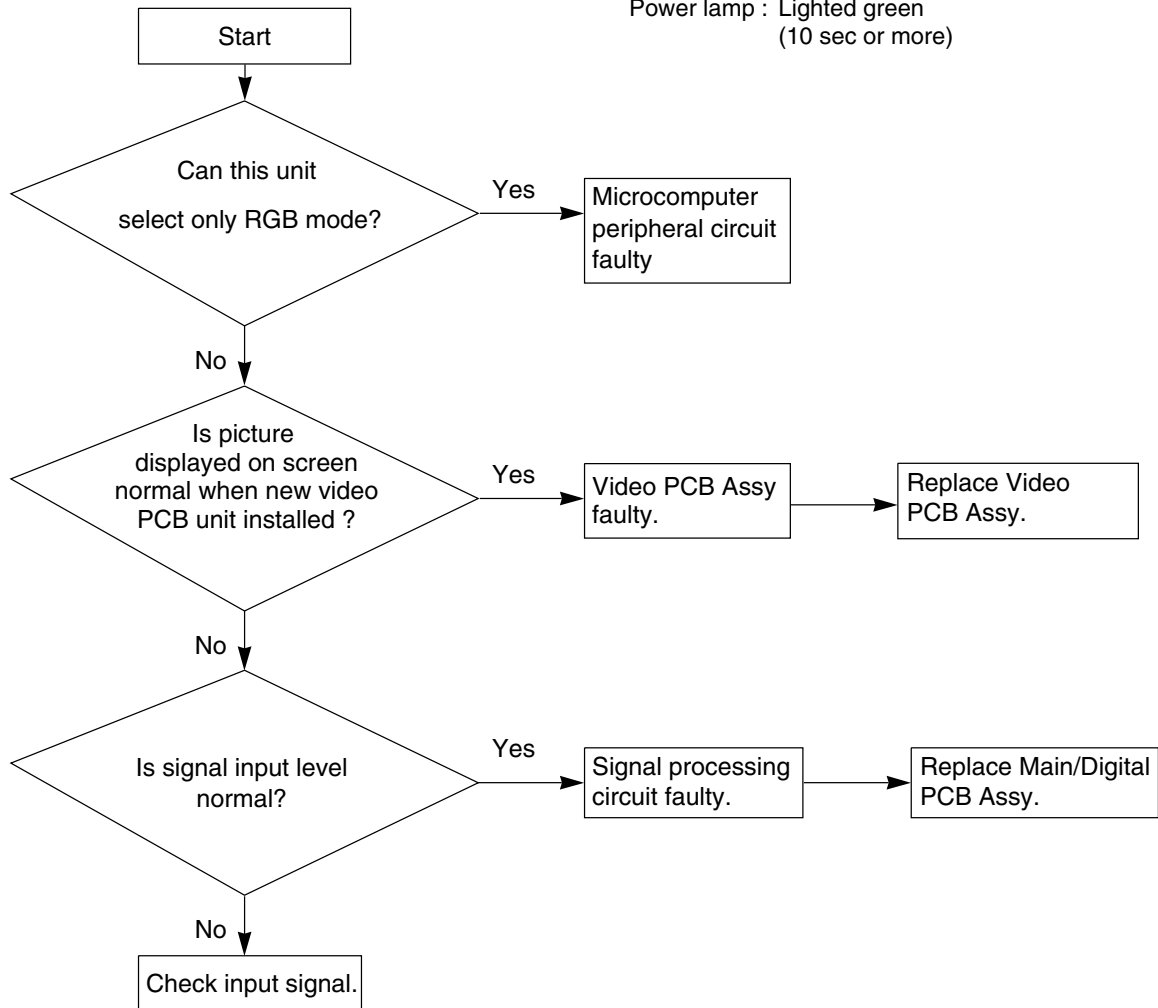 Power lamp : Lighted green
(10 sec or more)
Start
Can this unit
select only RGB mode?
Yes
Microcomputer
peripheral circuit
faulty
No
Is picture
displayed on screen
normal when new video
PCB unit installed ?
Yes
Video PCB Assy
faulty.
Replace Video
PCB Assy.
No
Is signal input level
normal?
Yes
Signal processing
circuit faulty.
Replace Main/Digital
PCB Assy.
No
Check input signal.